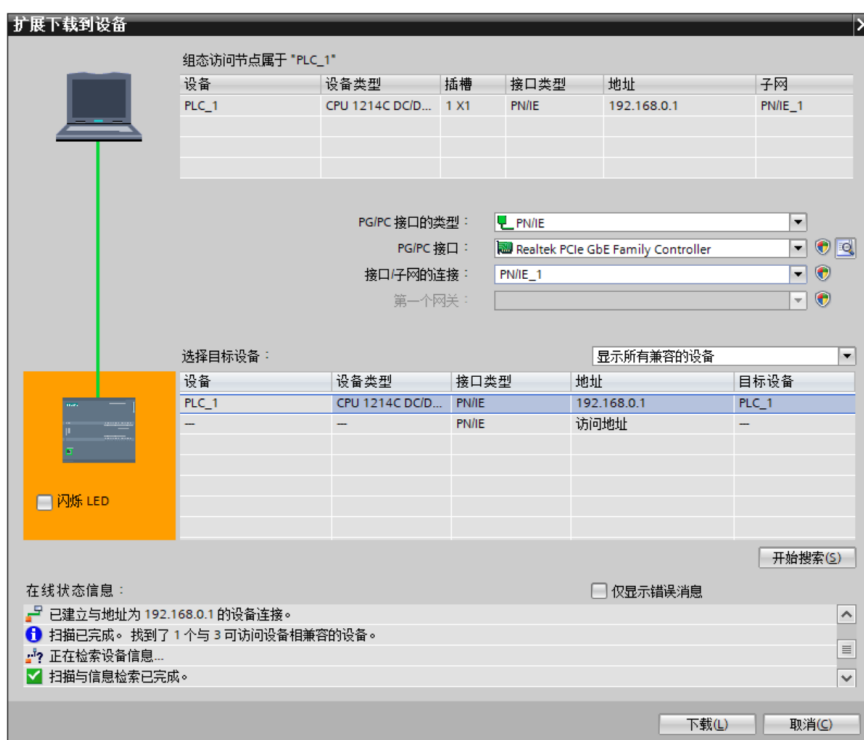 扩展下载到设备
组态访问节点属于 "PLC_1"
设备 设备类型 插槽 接口类型 地址 子网
PLC_1 CPU 1214C DC/D... 1 X1 PN/IE 192.168.0.1 PN/IE_1
PG/PC 接口的类型：
PN/IE
PG/PC 接口：
Realtek PCIe GbE Family Controller
接口/子网的连接：
PN/IE_1
第一个网关：
选择目标设备：
显示所有兼容的设备
设备 设备类型 接口类型 地址 目标设备
PLC_1 CPU 1214C DC/D... PN/IE 192.168.0.1 PLC_1
— — PN/IE 访问地址 —
闪烁 LED
开始搜索(S)
在线状态信息：
仅显示错误消息
已建立与地址为 192.168.0.1 的设备连接。
扫描已完成。 找到了 1 个与 3 可访问设备相兼容的设备。
正在检索设备信息...
扫描与信息检索已完成。
下载(L) 取消(C)